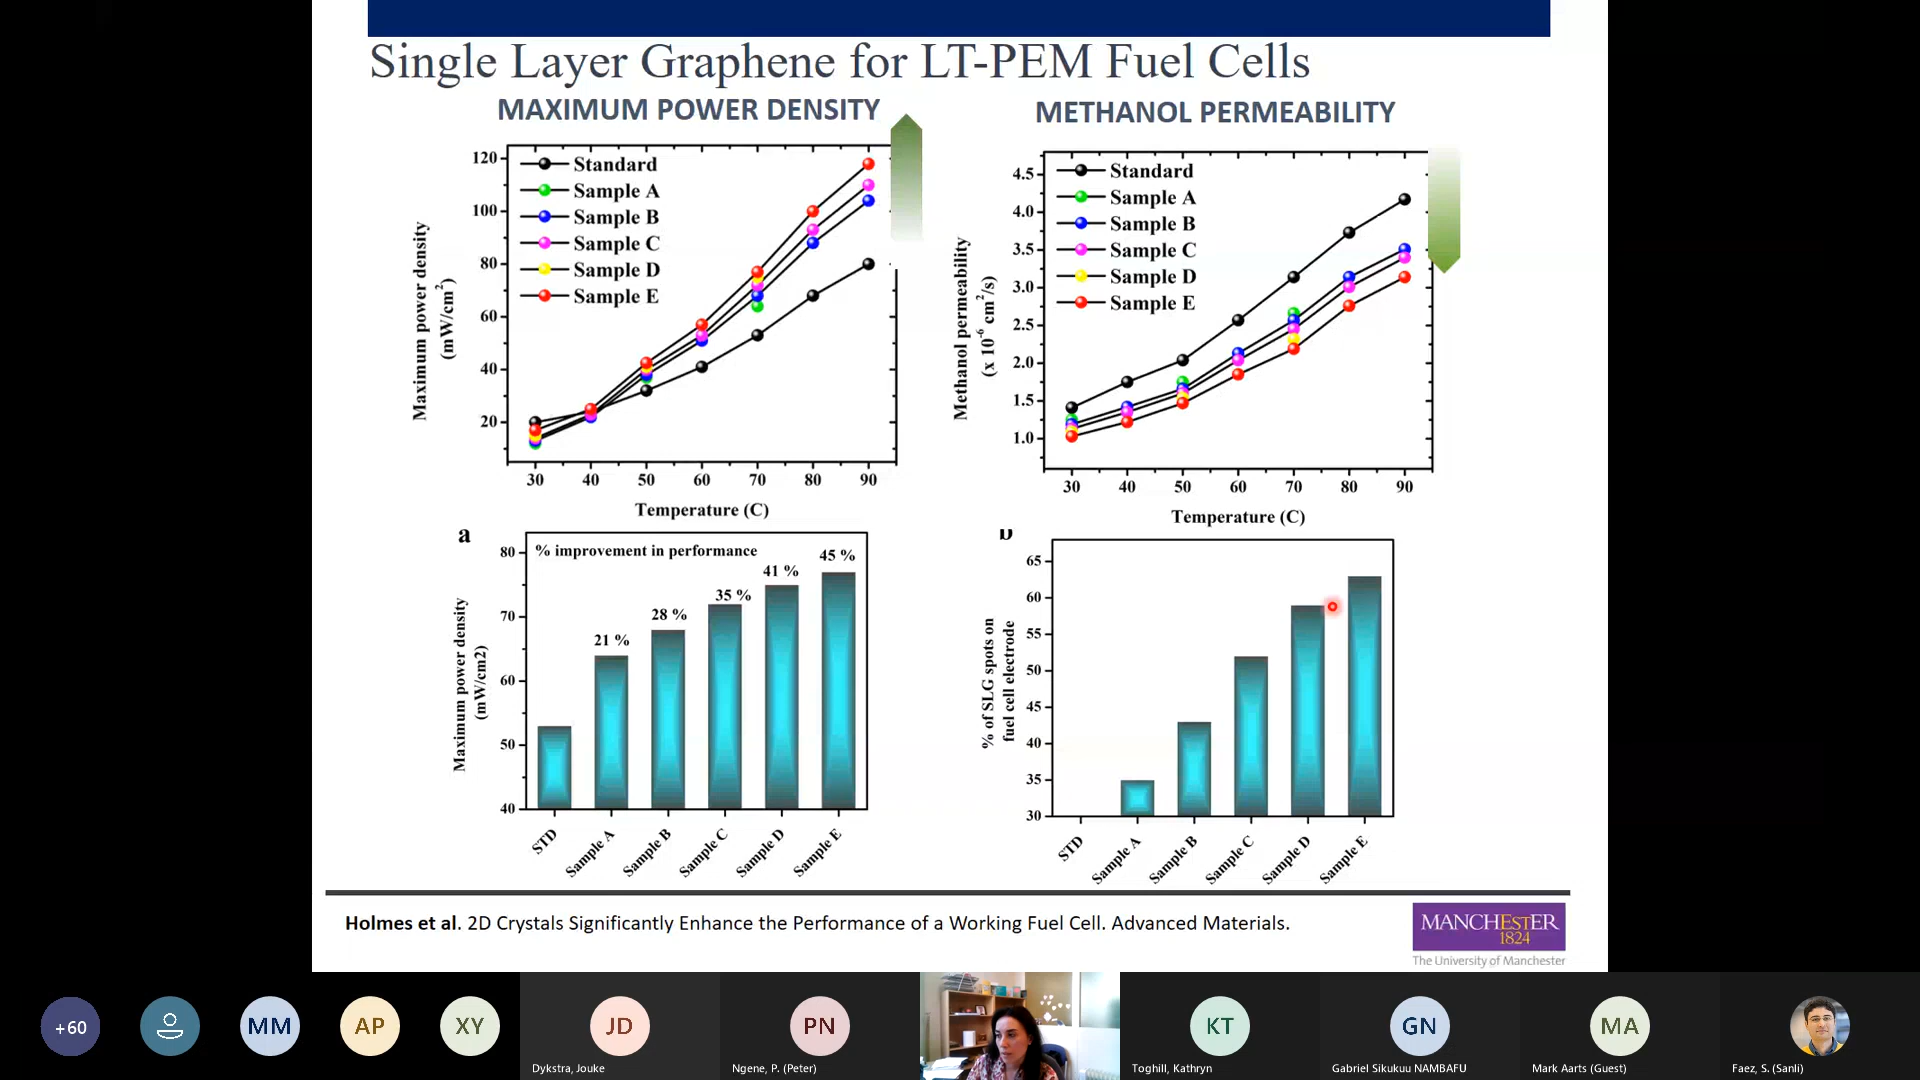 Single Layer Graphene for LT-PEM Fuel Cells
MAXIMUM POWER DENSITY
Maximum power density
(mW/cm²)
120
100
80
60
40
20
Standard
Sample A
Sample B
Sample C
Sample D
Sample E
30 40 50 60 70 80 90
Temperature (C)
METHANOL PERMEABILITY
Methanol permeability
(x 10⁻⁶ cm²/s)
4.5
4.0
3.5
3.0
2.5
2.0
1.5
1.0
Standard
Sample A
Sample B
Sample C
Sample D
Sample E
30 40 50 60 70 80 90
Temperature (C)
a
Maximum power density
(mW/cm2)
80
70
60
50
40
% improvement in performance
21 %
28 %
35 %
41 %
45 %
STD
Sample A
Sample B
Sample C
Sample D
Sample E
b
% of SLG spots on
fuel cell electrode
65
60
55
50
45
40
35
30
STD
Sample A
Sample B
Sample C
Sample D
Sample E
Holmes et al. 2D Crystals Significantly Enhance the Performance of a Working Fuel Cell. Advanced Materials.
MANCHESTER
1824
The University of Manchester
+60
MM
AP
XY
JD
Dykstra, Jouke
PN
Ngene, P. (Peter)
KT
Toghill, Kathryn
GN
Gabriel Sikukuu NAMBAFU
MA
Mark Aarts (Guest)
Faez, S. (Sanli)